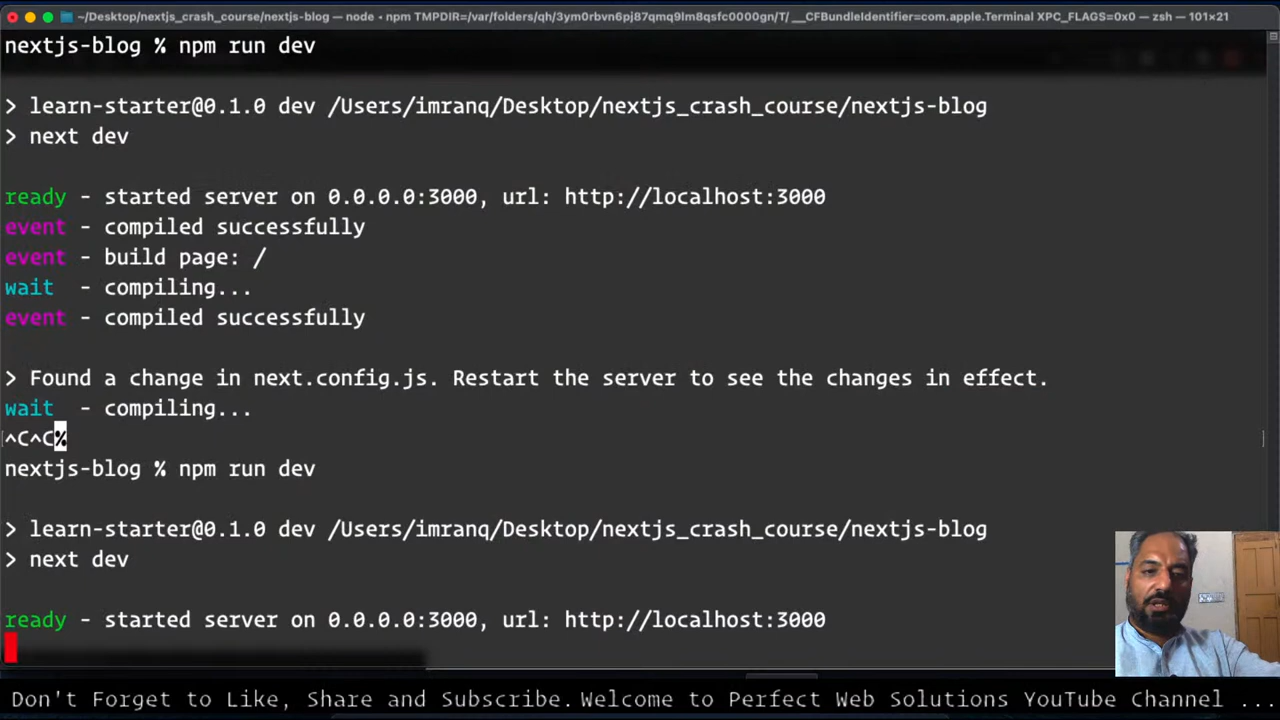 ~/Desktop/nextjs_crash_course/nextjs-blog — node • npm TMPDIR=/var/folders/qh/3ym0rbvn6pj87qmq9lm8qsfc0000gn/T/ __CFBundleIdentifier=com.apple.Terminal XPC_FLAGS=0x0 — zsh — 101×21
nextjs-blog % npm run dev
> learn-starter@0.1.0 dev /Users/imranq/Desktop/nextjs_crash_course/nextjs-blog
> next dev
ready - started server on 0.0.0.0:3000, url: http://localhost:3000
event - compiled successfully
event - build page: /
wait  - compiling...
event - compiled successfully
> Found a change in next.config.js. Restart the server to see the changes in effect.
wait  - compiling...
^C^C%
nextjs-blog % npm run dev
> learn-starter@0.1.0 dev /Users/imranq/Desktop/nextjs_crash_course/nextjs-blog
> next dev
ready - started server on 0.0.0.0:3000, url: http://localhost:3000
Don't Forget to Like, Share and Subscribe. Welcome to Perfect Web Solutions YouTube Channel ...